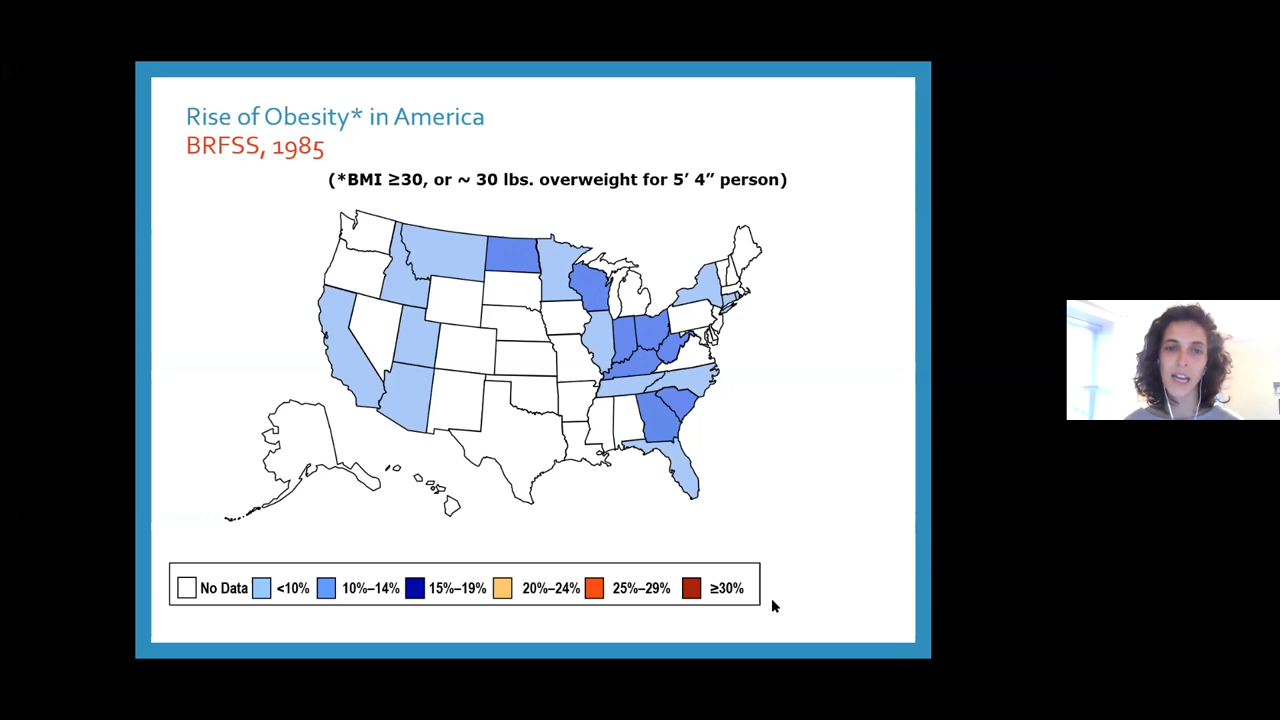 Rise of Obesity* in America
BRFSS, 1985
(*BMI ≥30, or ~ 30 lbs. overweight for 5’ 4” person)
No Data <10% 10%–14% 15%–19% 20%–24% 25%–29% ≥30%